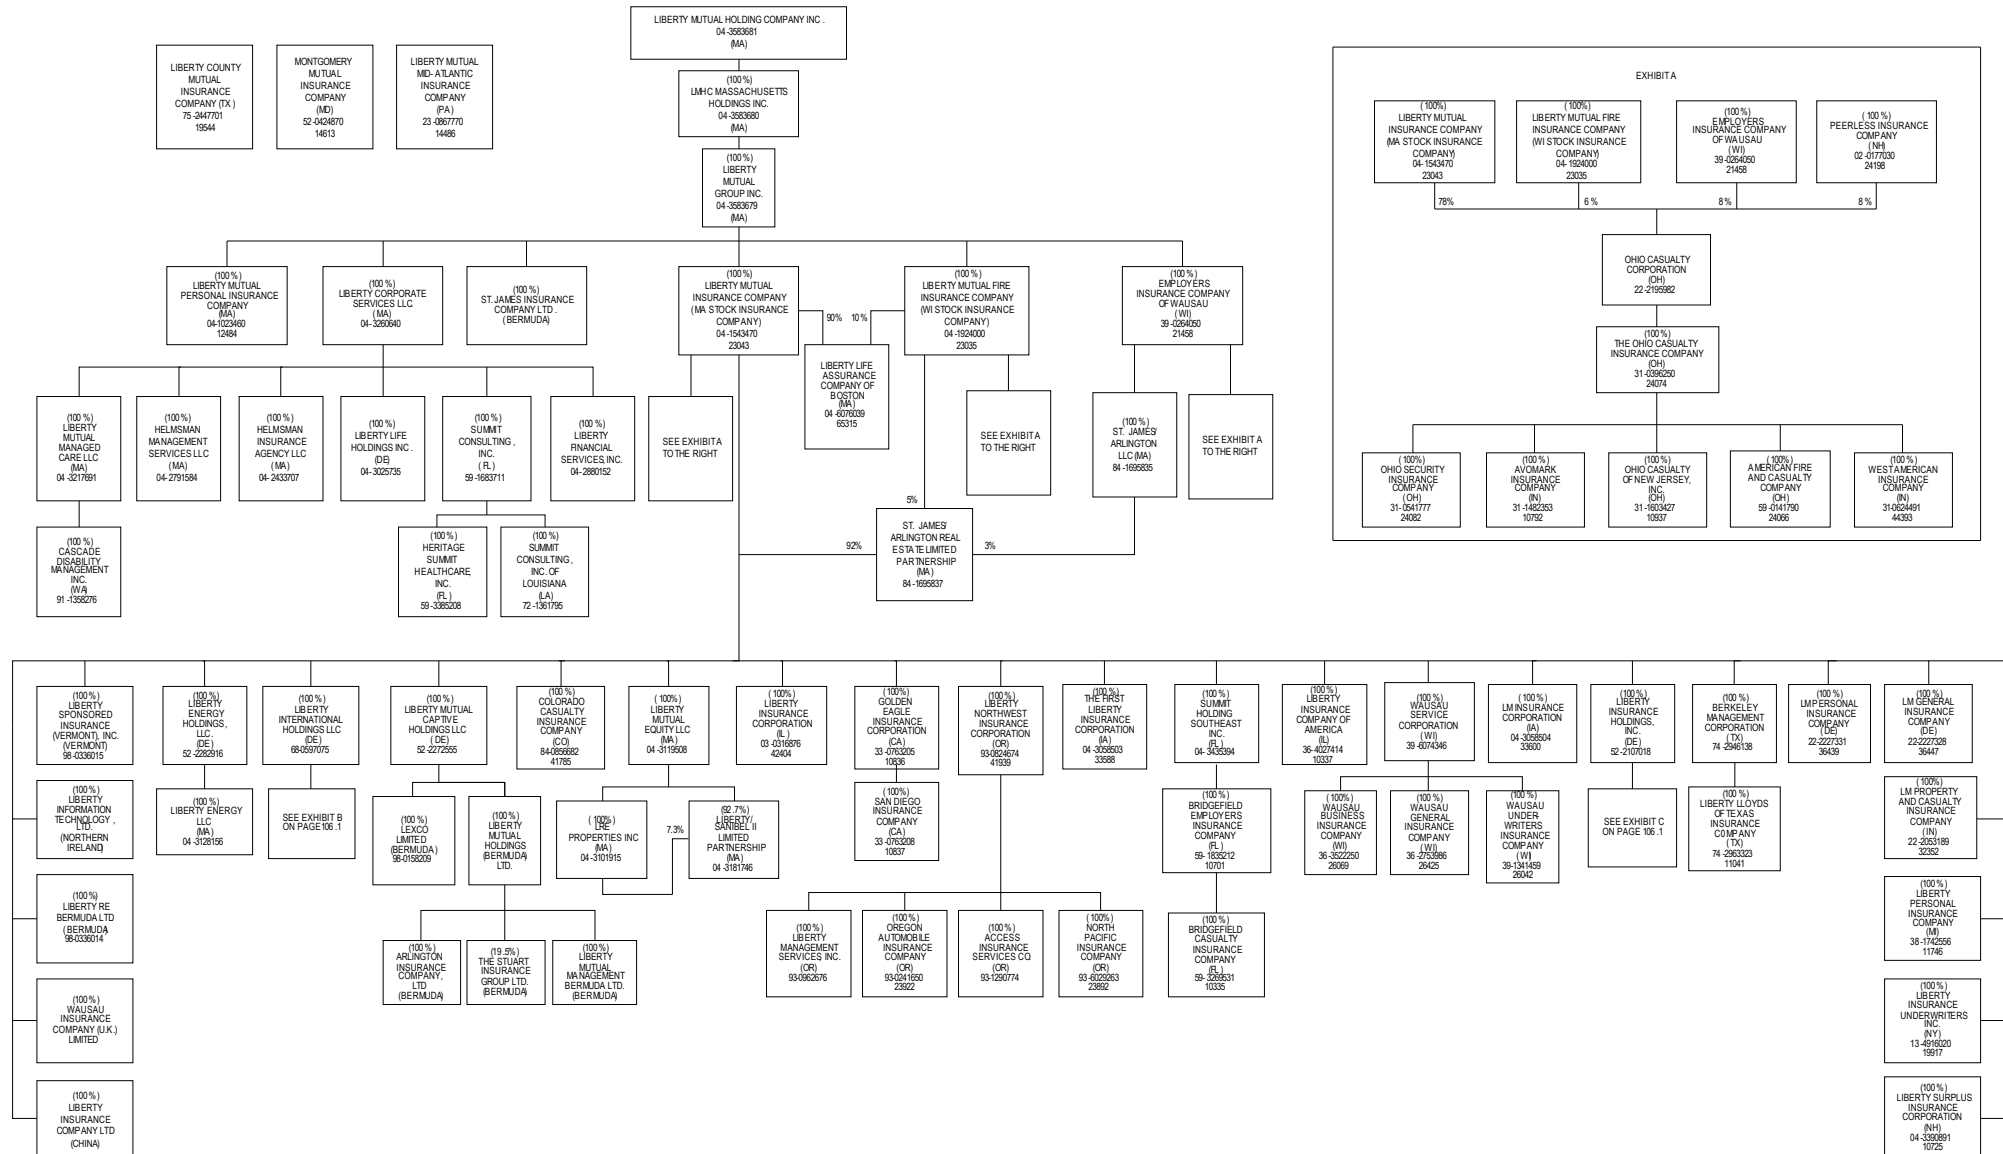 LIBERTY MUTUAL HOLDING COMPANY INC .
04 -3583681
(MA)
LIBERTY COUNTY
MUTUAL
INSURANCE
COMPANY (TX )
75 -2447701
19544
MONTGOMERY
MUTUAL
INSURANCE
COMPANY
(MD)
52 -0424870
14613
LIBERTY MUTUAL
MID- ATLANTIC
INSURANCE
COMPANY
(PA )
23 -0867770
14486
(100 %)
LMHC MASSACHUSETTS
HOLDINGS INC.
04 -3583680
(MA)
(100 %)
LIBERTY
MUTUAL
GROUP INC.
04 -3583679
(MA)
EXHIBIT A
( 100%)
LIBERTY MUTUAL
INSURANCE COMPANY
(MA STOCK INSURANCE
COMPANY)
04- 1543470
23043
( 100%)
LIBERTY MUTUAL FIRE
INSURANCE COMPANY
(WI STOCK INSURANCE
COMPANY)
04- 1924000
23035
(100 %)
EMPLOYERS
INSURANCE COMPANY
OF WAUSAU
( WI)
39 -0264050
21458
( 100 %)
PEERLESS INSURANCE
COMPANY
( NH)
02 -0177030
24198
78%
6 %
8 %
8 %
OHIO CASUALTY
CORPORATION
(OH)
22 -2195982
(100 %)
THE OHIO CASUALTY
INSURANCE COMPANY
(OH)
31 -0396250
24074
( 100%)
OHIO SECURITY
INSURANCE
COMPANY
( OH)
31- 0541777
24082
(100 %)
AVOMARK
INSURANCE
COMPANY
(IN)
31 -1482353
10792
(100 %)
OHIO CASUALTY
OF NEW JERSEY,
INC.
(OH)
31 -1603427
10937
(100%)
AMERICAN FIRE
AND CASUALTY
COMPANY
(OH)
59 -0141790
24066
(100 %)
WEST AMERICAN
INSURANCE
COMPANY
(IN)
31-0624491
44393
(100 %)
LIBERTY MUTUAL
PERSONAL INSURANCE
COMPANY
(MA)
04-1023460
12484
(100 %)
LIBERTY CORPORATE
SERVICES LLC
( MA)
04- 3260640
(100 %)
ST. JAMES INSURANCE
COMPANY LTD .
( BERMUDA)
(100 %)
LIBERTY MUTUAL
INSURANCE COMPANY
( MA STOCK INSURANCE
COMPANY)
04 -1543470
23043
90%
10 %
(100 %)
LIBERTY MUTUAL FIRE
INSURANCE COMPANY
(WI STOCK INSURANCE
COMPANY)
04 -1924000
23035
(100 %)
EMPLOYERS
INSURANCE COMPANY
OF WAUSAU
( WI)
39 -0264050
21458
LIBERTY LIFE
ASSURANCE
COMPANY OF
BOSTON
(MA)
04 -6076039
65315
(100 %)
LIBERTY
MUTUAL
MANAGED
CARE LLC
(MA)
04 -3217691
(100 %)
HELMSMAN
MANAGEMENT
SERVICES LLC
( MA)
04- 2791584
(100 %)
HELMSMAN
INSURANCE
AGENCY LLC
( MA)
04- 2433707
(100 %)
LIBERTY LIFE
HOLDINGS INC .
(DE)
04- 3025735
(100 %)
SUMMIT
CONSULTING ,
INC.
( FL)
59 -1683711
(100 %)
LIBERTY
FINANCIAL
SERVICES, INC.
04- 2880152
SEE EXHIBIT A
TO THE RIGHT
SEE EXHIBIT A
TO THE RIGHT
(100 %)
ST. JAMES/
ARLINGTON
LLC (MA)
84 -1695835
SEE EXHIBIT A
TO THE RIGHT
(100 %)
CASCADE
DISABILITY
MANAGEMENT
INC.
(WA)
91 -1358276
( 100 %)
HERITAGE
SUMMIT
HEALTHCARE,
INC.
(FL )
59 -3385208
(100 %)
SUMMIT
CONSULTING ,
INC. OF
LOUISIANA
(LA)
72 -1361795
5%
ST. JAMES/
ARLINGTON REAL
ESTATE LIMITED
PARTNERSHIP
(MA)
84 -1695837
92%
3%
(100 %)
LIBERTY
SPONSORED
INSURANCE
(VERMONT), INC.
(VERMONT)
98 -0336015
(100 %)
LIBERTY
ENERGY
HOLDINGS ,
LLC.
(DE)
52 -2282916
(100 %)
LIBERTY
INTERNATIONAL
HOLDINGS LLC
(DE)
68-0597075
(100 %)
LIBERTY MUTUAL
CAPTIVE
HOLDINGS LLC
( DE)
52 -2272555
(100 %)
COLORADO
CASUALTY
INSURANCE
COMPANY
(CO)
84-0856682
41785
( 100%)
LIBERTY
MUTUAL
EQUITY LLC
( MA)
04 -3119508
( 100 %)
LIBERTY
INSURANCE
CORPORATION
(IL )
03 -0316876
42404
(100 %)
GOLDEN
EAGLE
INSURANCE
CORPORATION
(CA)
33 -0763205
10836
(100 %)
LIBERTY
NORTHWEST
INSURANCE
CORPORATION
(OR)
93-0824674
41939
(100 %)
THE FIRST
LIBERTY
INSURANCE
CORPORATION
(IA)
04 -3058503
33588
(100 %)
SUMMIT
HOLDING
SOUTHEAST
INC.
(FL )
04- 3435394
(100 %)
LIBERTY
INSURANCE
COMPANY OF
AMERICA
(IL)
36- 4027414
10337
(100 %)
WAUSAU
SERVICE
CORPORATION
( WI)
39 -6074346
( 100 %)
LM INSURANCE
CORPORATION
(IA)
04 -3058504
33600
(100 %)
LIBERTY
INSURANCE
HOLDINGS,
INC.
(DE)
52 -2107018
(100%)
BERKELEY
MANAGEMENT
CORPORATION
( TX)
74 -2946138
(100 %)
LM PERSONAL
INSURANCE
COMPANY
( DE)
22-2227331
36439
(100 %)
LM GENERAL
INSURANCE
COMPANY
(DE)
22-2227328
36447
(100 %)
LIBERTY
INFORMATION
TECHNOLOGY ,
LTD.
(NORTHERN
IRELAND)
(100 %)
LIBERTY ENERGY
LLC
(MA)
04 -3128156
SEE EXHIBIT B
ON PAGE 106 .1
(100 %)
LEXCO
LIMITED
(BERMUDA)
98-0158209
(100 %)
LIBERTY
MUTUAL
HOLDINGS
(BERMUDA)
LTD.
( 100%)
LRE
PROPERTIES INC
(MA)
04 -3101915
7.3%
(92.7%)
LIBERTY/
SANIBEL II
LIMITED
PARTNERSHIP
(MA)
04 -3181746
(100%)
SAN DIEGO
INSURANCE
COMPANY
(CA)
33 -0763208
10837
(100 %)
BRIDGEFIELD
EMPLOYERS
INSURANCE
COMPANY
(FL)
59- 1835212
10701
( 100%)
WAUSAU
BUSINESS
INSURANCE
COMPANY
(WI)
36 -3522250
26069
(100 %)
WAUSAU
GENERAL
INSURANCE
COMPANY
( WI)
36 -2753986
26425
(100 %)
WAUSAU
UNDER-
WRITERS
INSURANCE
COMPANY
( WI)
39-1341459
26042
SEE EXHIBIT C
ON PAGE 106 .1
(100 %)
LIBERTY LLOYDS
OF TEXAS
INSURANCE
COMPANY
( TX)
74 -2963323
11041
( 100%)
LM PROPERTY
AND CASUALTY
INSURANCE
COMPANY
( IN)
22 -2053189
32352
(100%)
LIBERTY RE
BERMUDA LTD
( BERMUDA)
98-0336014
(100 %)
ARLINGTON
INSURANCE
COMPANY,
LTD
(BERMUDA)
(19 .5%)
THE STUART
INSURANCE
GROUP LTD.
(BERMUDA)
(100%)
LIBERTY
MUTUAL
MANAGEMENT
BERMUDA LTD.
(BERMUDA)
(100 %)
LIBERTY
MANAGEMENT
SERVICES, INC.
(OR)
93-0962676
(100 %)
OREGON
AUTOMOBILE
INSURANCE
COMPANY
(OR)
93-0241650
23922
(100 %)
ACCESS
INSURANCE
SERVICES CO.
(OR)
93-1290774
( 100%)
NORTH
PACIFIC
INSURANCE
COMPANY
(OR)
93 -6029263
23892
(100 %)
BRIDGEFIELD
CASUALTY
INSURANCE
COMPANY
(FL)
59- 3269531
10335
(100 %)
LIBERTY
PERSONAL
INSURANCE
COMPANY
(MI)
38 -1742556
11746
(100 %)
WAUSAU
INSURANCE
COMPANY (U.K.)
LIMITED
(100 %)
LIBERTY
INSURANCE
UNDERWRITERS
INC.
(NY)
13 -4916020
19917
(100 %)
LIBERTY
INSURANCE
COMPANY LTD
(CHINA)
(100 %)
LIBERTY SURPLUS
INSURANCE
CORPORATION
(NH)
04 -3390891
10725